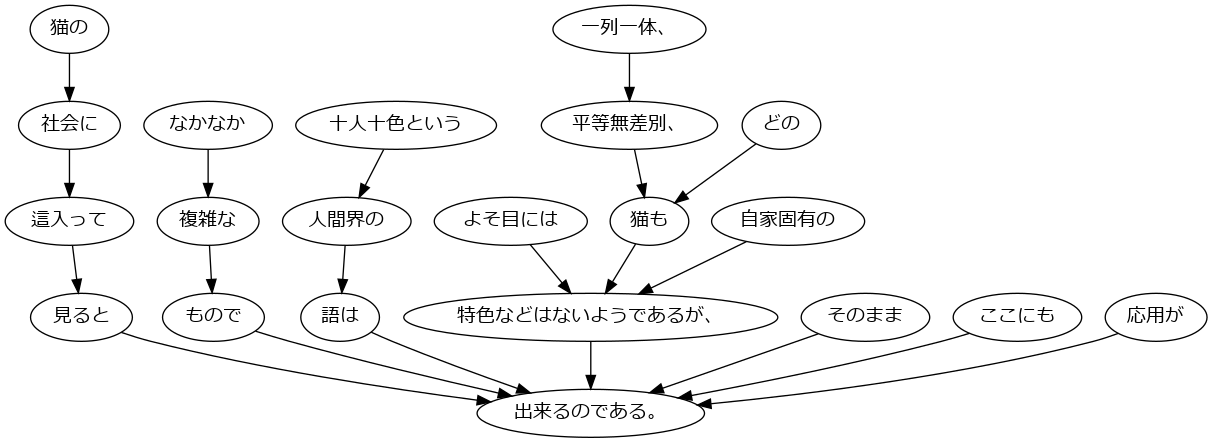 猫の
一列一体、
社会に
なかなか
十人十色という
平等無差別、
どの
這入って
複雑な
人間界の
よそ目には
猫も
自家固有の
見ると
もので
語は
特色などはないようであるが、
そのまま
ここにも
応用が
出来るのである。